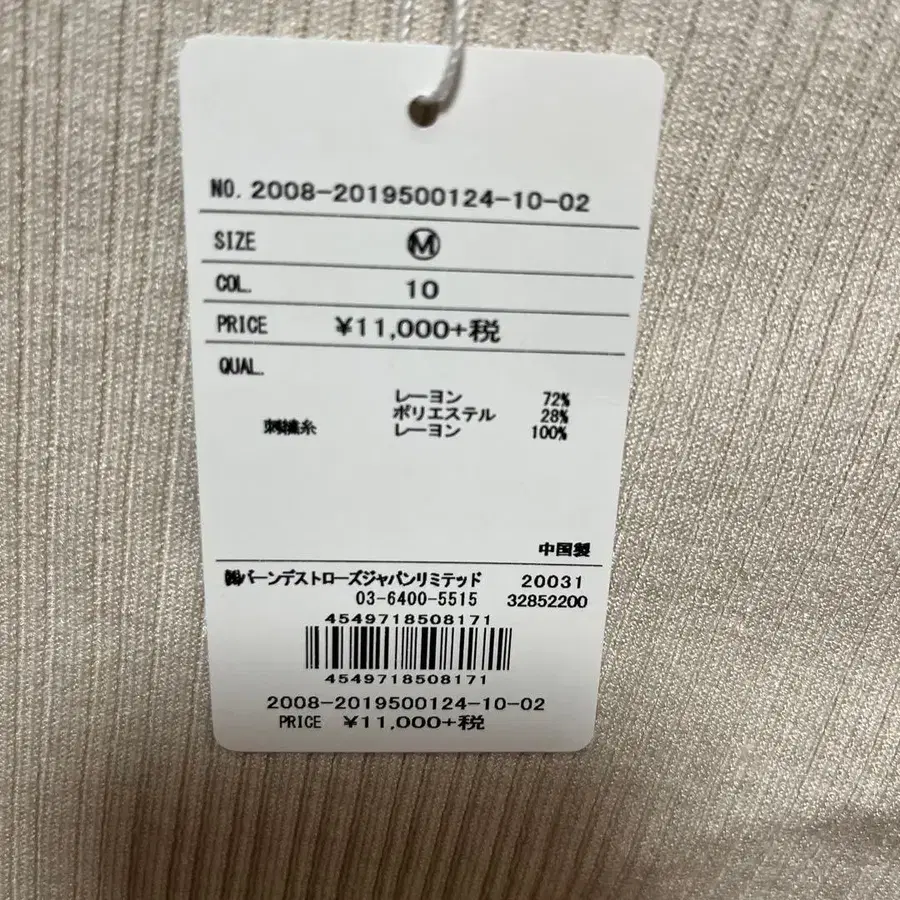 NO. 2008-2019500124-10-02
SIZE Ⓜ
COL. 10
PRICE ¥11,000+税
QUAL.
レーヨン 72%
ポリエステル 28%
刺繍糸 レーヨン 100%
中国製
㈱バーンデストローズジャパンリミテッド 20031
03-6400-5515 32852200
4549718508171
4549718508171
2008-2019500124-10-02
PRICE ¥11,000+税